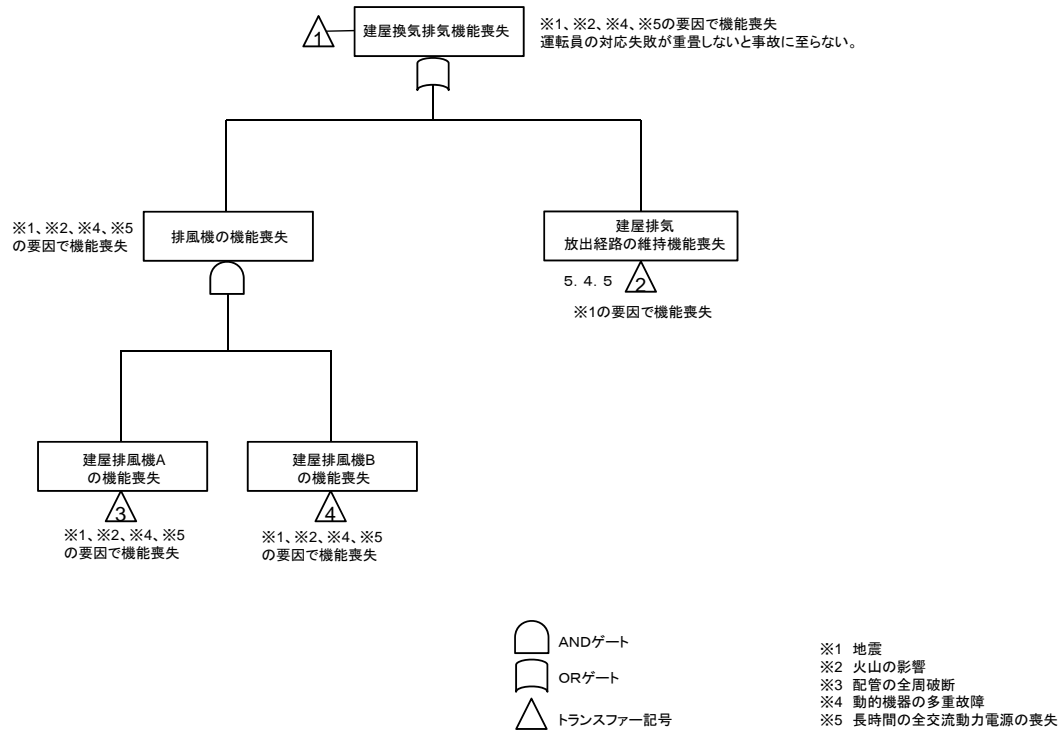 1
建屋換気排気機能喪失
※1、※2、※4、※5の要因で機能喪失
運転員の対応失敗が重畳しないと事故に至らない。
※1、※2、※4、※5
の要因で機能喪失
排風機の機能喪失
建屋排気
放出経路の維持機能喪失
5.4.5
2
※1の要因で機能喪失
建屋排風機A
の機能喪失
3
※1、※2、※4、※5
の要因で機能喪失
建屋排風機B
の機能喪失
4
※1、※2、※4、※5
の要因で機能喪失
ANDゲート
ORゲート
トランスファー記号
※1 地震
※2 火山の影響
※3 配管の全周破断
※4 動的機器の多重故障
※5 長時間の全交流動力電源の喪失